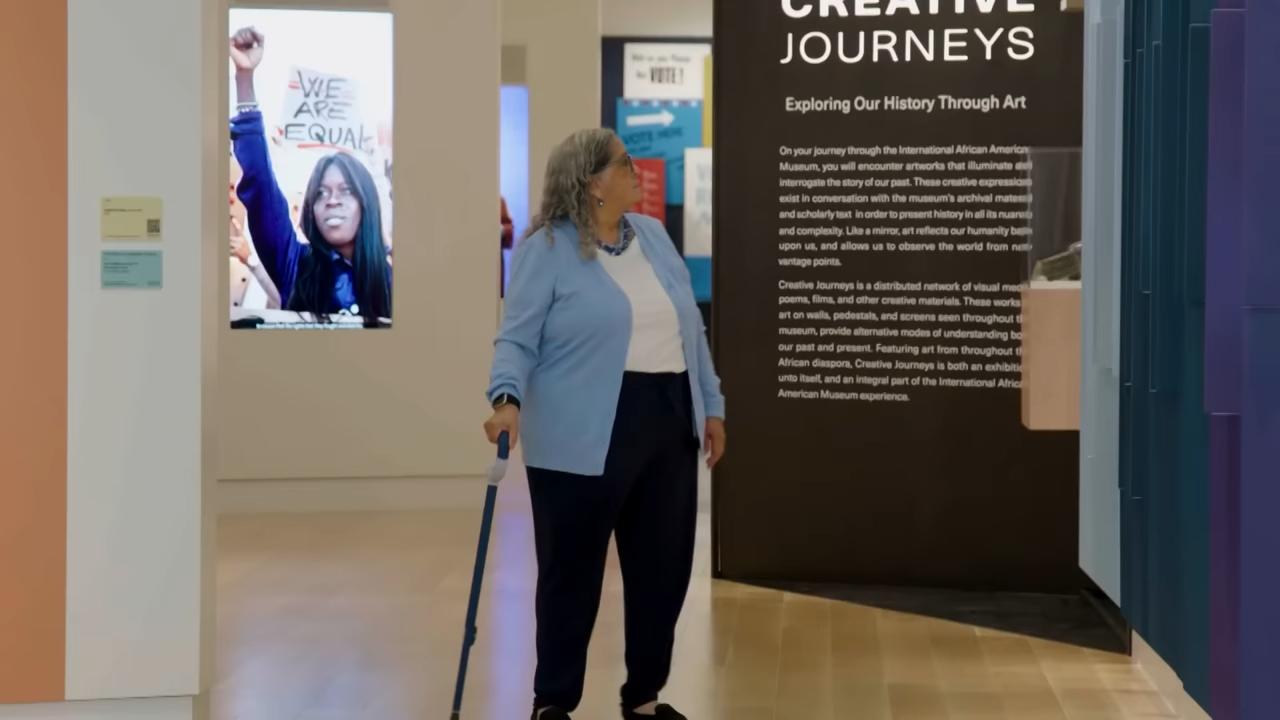 WE
ARE
EQUAL
VOTE!
VOTE HERE
CREATIVE
JOURNEYS
Exploring Our History Through Art
On your journey through the International African American
Museum, you will encounter artworks that illuminate and
interrogate the story of our past. These creative expressions
exist in conversation with the museum's archival material
and scholarly text in order to present history in all its nuance
and complexity. Like a mirror, art reflects our humanity back
upon us, and allows us to observe the world from new
vantage points.
Creative Journeys is a distributed network of visual
poems, films, and other creative materials. These works
art on walls, pedestals, and screens seen throughout
museum, provide alternative modes of understanding
our past and present. Featuring art from throughout
African diaspora, Creative Journeys is both an exhibition
unto itself, and an integral part of the International
American Museum experience.